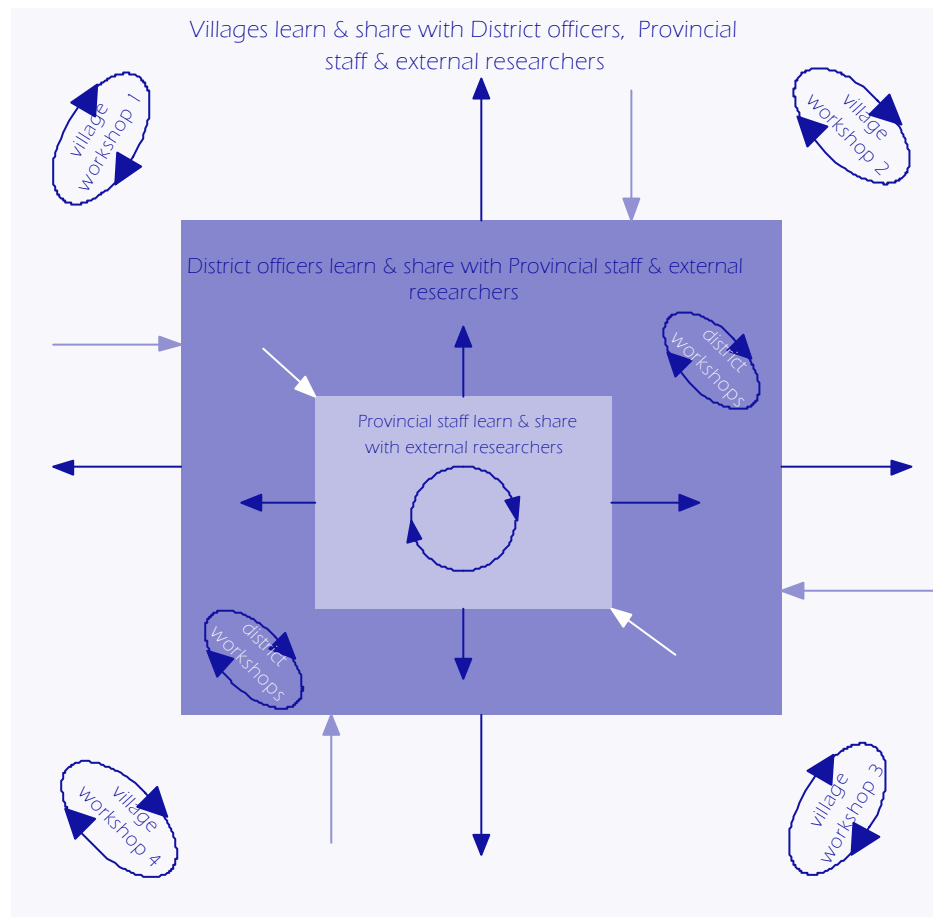 Villages learn & share with District officers,  Provincial
staff & external researchers
village
workshop 1
village
workshop 2
District officers learn & share with Provincial staff & external
researchers
district
workshops
Provincial staff learn & share
with external researchers
district
workshops
village
workshop 4
village
workshop 3